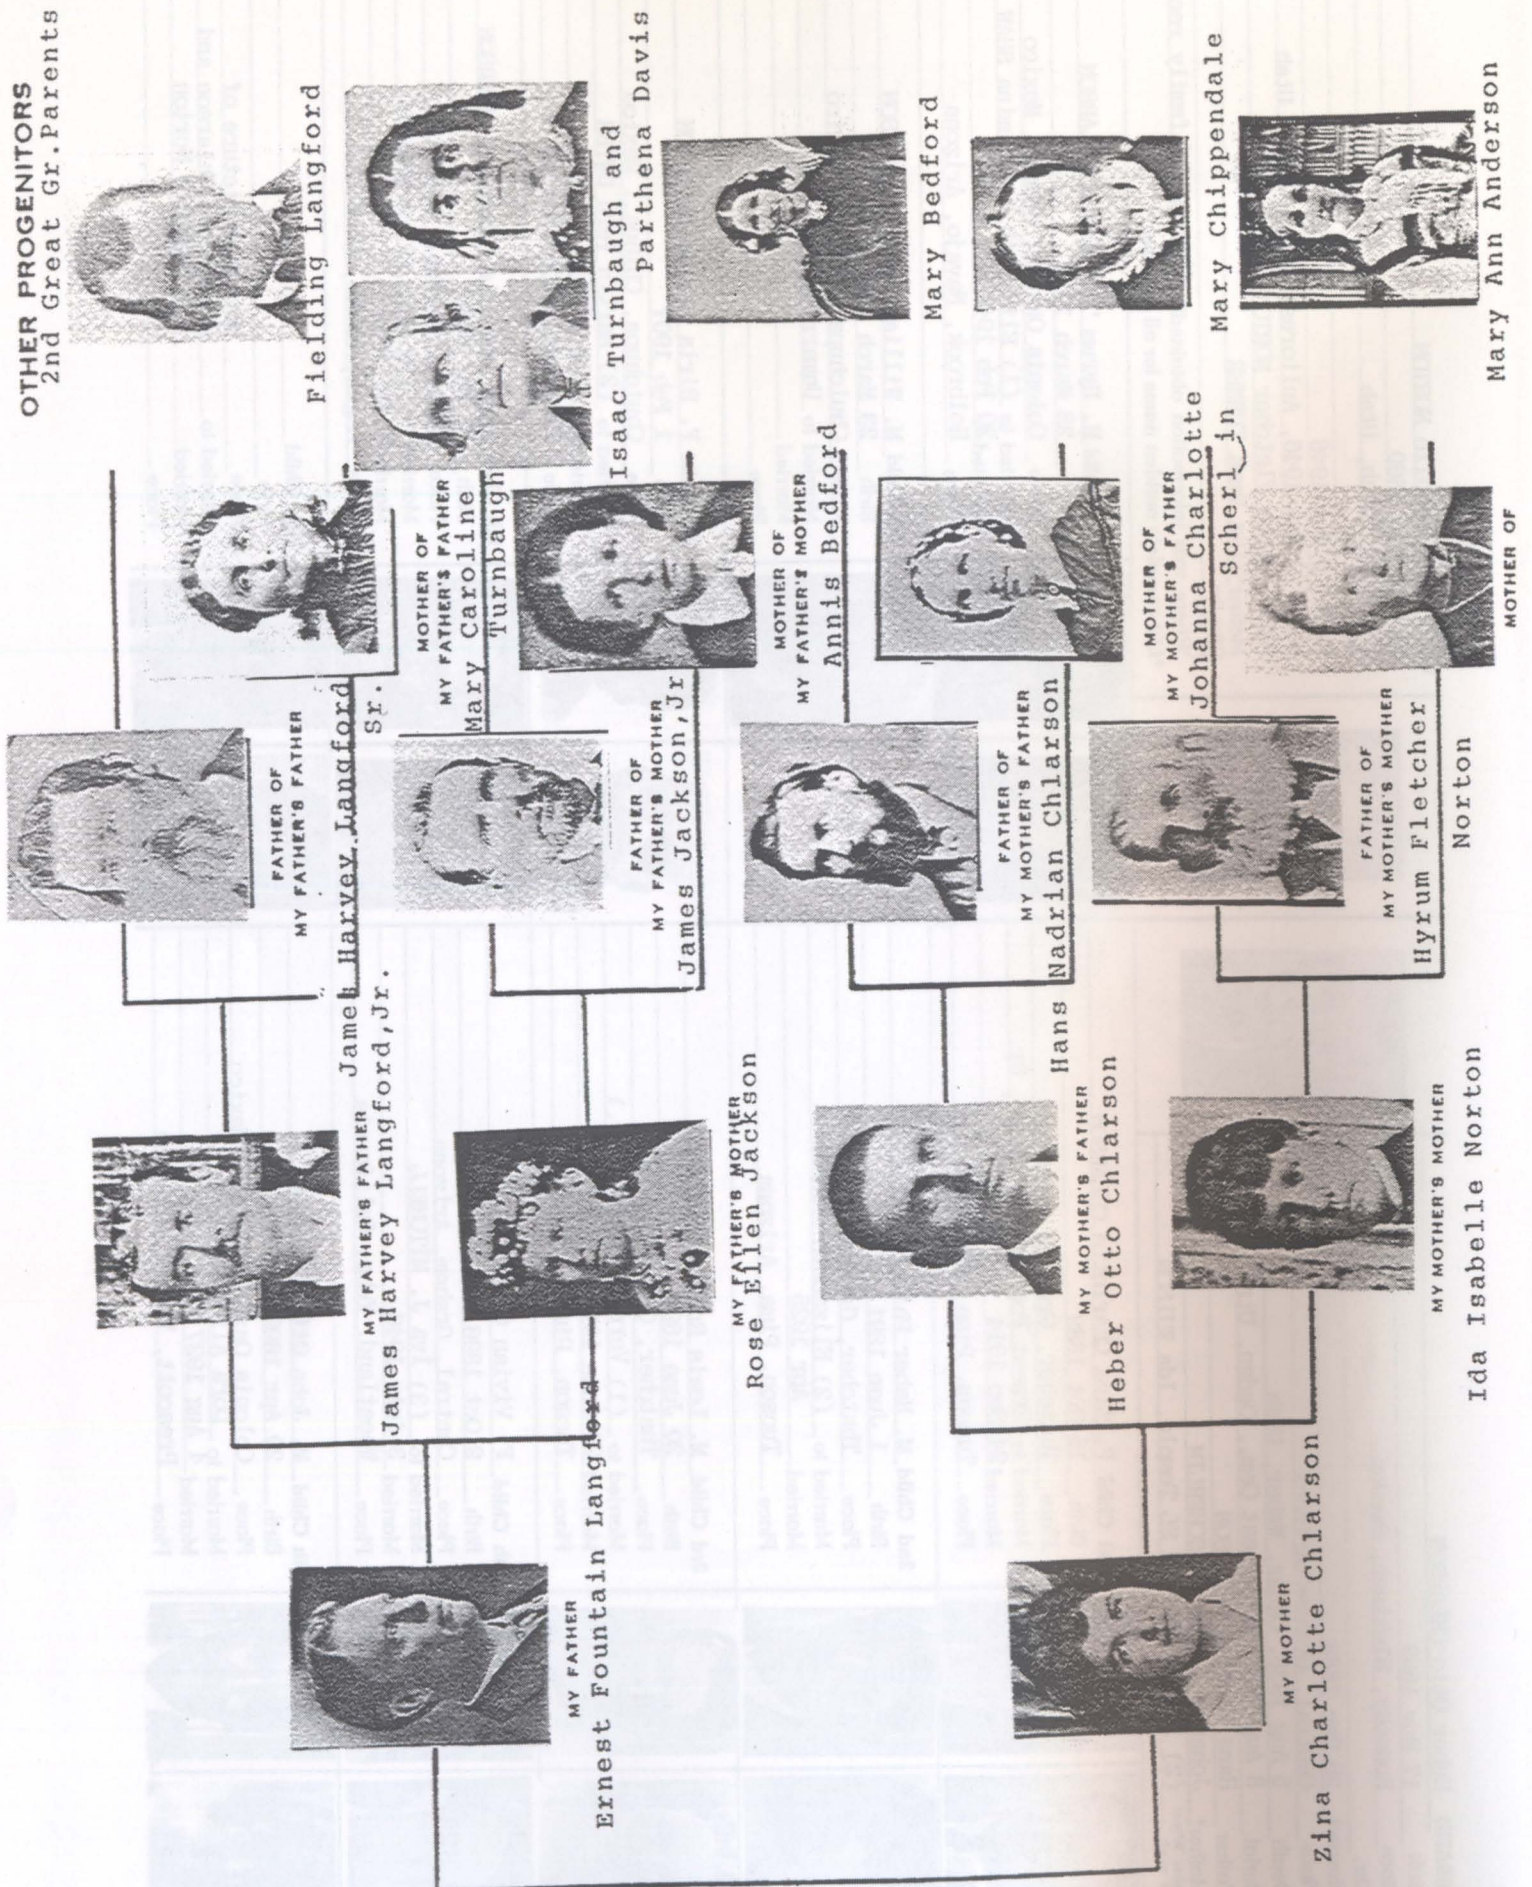 OTHER PROGENITORS
2nd Great Gr.Parents
Fielding Langford
Isaac Turnbaugh and
Parthena Davis
Mary Bedford
Mary Chippendale
Mary Ann Anderson
FATHER OF
MY FATHER'S FATHER
James Harvey Langford
Sr.
MOTHER OF
MY FATHER'S FATHER
Mary Caroline
Turnbaugh
FATHER OF
MY FATHER'S MOTHER
James Jackson,Jr
MOTHER OF
MY FATHER'S MOTHER
Annis Bedford
FATHER OF
MY MOTHER'S FATHER
Hans Nadrian Chlarson
MOTHER OF
MY MOTHER'S FATHER
Johanna Charlotte
Scherl in
FATHER OF
MY MOTHER'S MOTHER
Hyrum Fletcher
Norton
MOTHER OF
MY FATHER'S FATHER
James Harvey Langford,Jr.
MY FATHER'S MOTHER
Rose Ellen Jackson
MY MOTHER'S FATHER
Heber Otto Chlarson
MY MOTHER'S MOTHER
Ida Isabelle Norton
MY FATHER
Ernest Fountain Langford
MY MOTHER
Zina Charlotte Chlarson